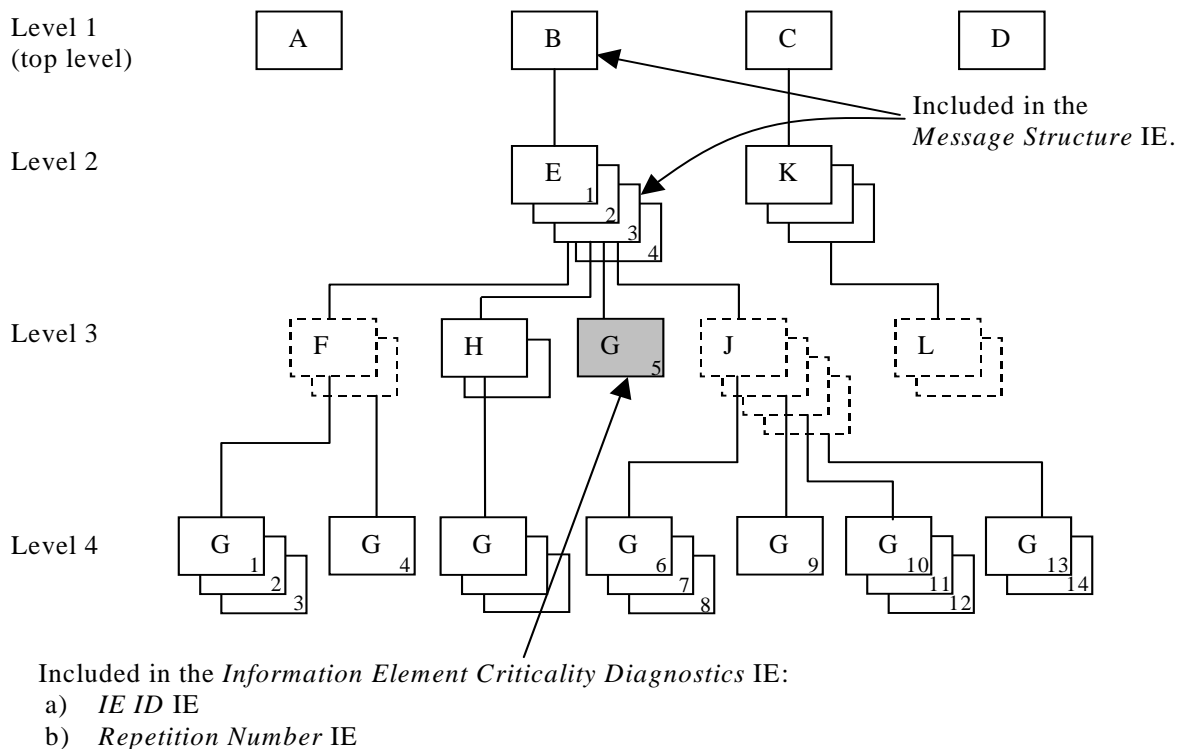 Level 1
(top level)
A
B
C
D
Included in the
Message Structure IE.
Level 2
E
1
2
3
4
K
Level 3
F
H
G
5
J
L
Level 4
G
1
2
3
G
4
G
G
6
7
8
G
9
G
10
11
12
G
13
14
Included in the Information Element Criticality Diagnostics IE:
a) IE ID IE
b) Repetition Number IE